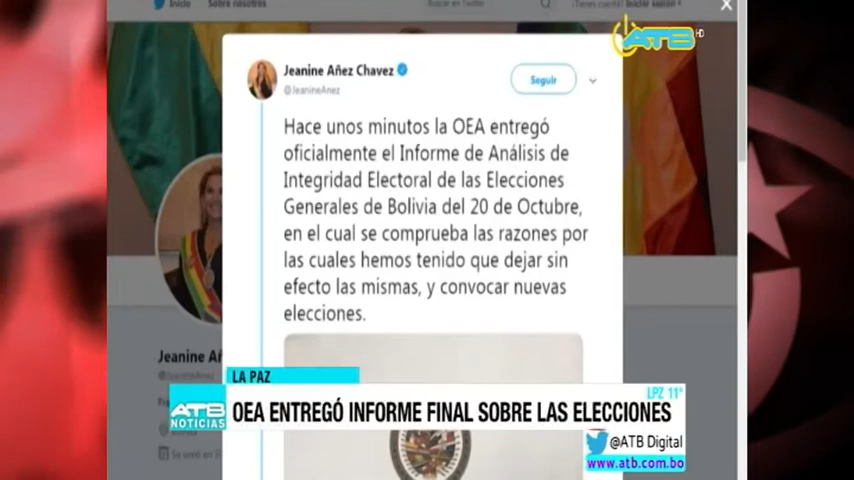 Inicio
Sobre nosotros
Buscar en Twitter
¿Tienes cuenta? Iniciar sesión
ATB HD
Jeanine Añez Chavez
@JeanineAnez
Seguir
Hace unos minutos la OEA entregó
oficialmente el Informe de Análisis de
Integridad Electoral de las Elecciones
Generales de Bolivia del 20 de Octubre,
en el cual se comprueba las razones por
las cuales hemos tenido que dejar sin
efecto las mismas, y convocar nuevas
elecciones.
Jeanine Añ
@JeanineAnez
LA PAZ
LPZ 11°
ATB
NOTICIAS
OEA ENTREGÓ INFORME FINAL SOBRE LAS ELECCIONES
@ATB Digital
www.atb.com.bo